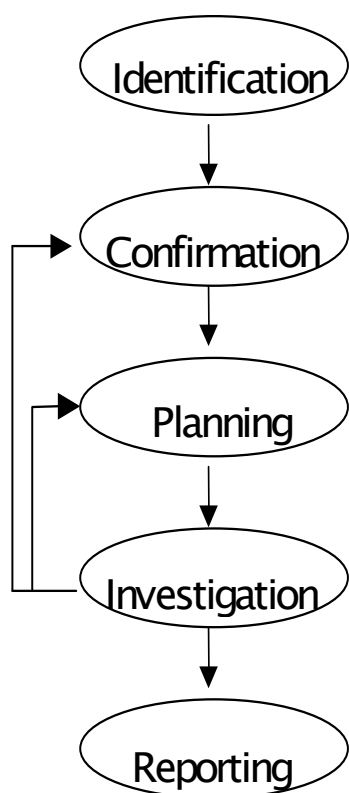 Identification
Confirmation
Planning
Investigation
Reporting